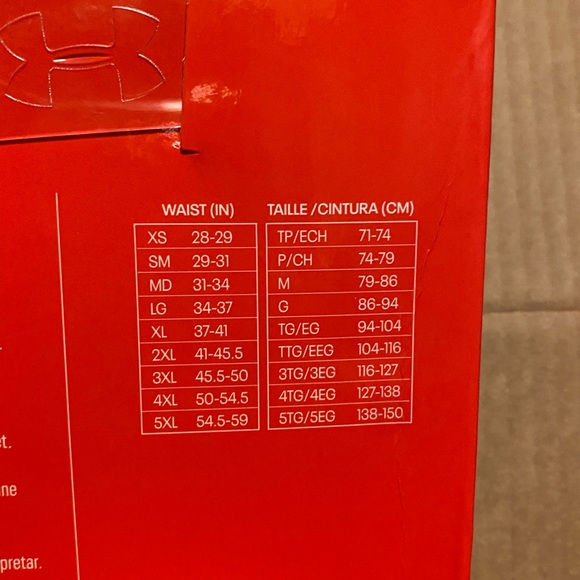 WAIST (IN) TAILLE /CINTURA (CM)
XS 28-29 TP/ECH 71-74
SM 29-31 P/CH 74-79
MD 31-34 M 79-86
LG 34-37 G 86-94
XL 37-41 TG/EG 94-104
2XL 41-45.5 TTG/EEG 104-116
3XL 45.5-50 3TG/3EG 116-127
4XL 50-54.5 4TG/4EG 127-138
5XL 54.5-59 5TG/5EG 138-150
et.
ne
pretar.